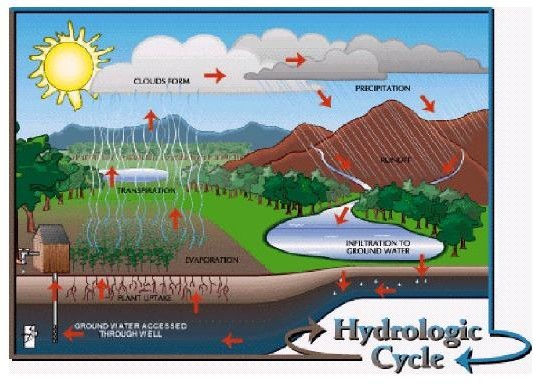 CLOUDS FORM
PRECIPITATION
RUNOFF
TRANSPIRATION
INFILTRATION TO
GROUND WATER
EVAPORATION
PLANT UPTAKE
GROUND WATER ACCESSED
THROUGH WELL
Hydrologic
Cycle